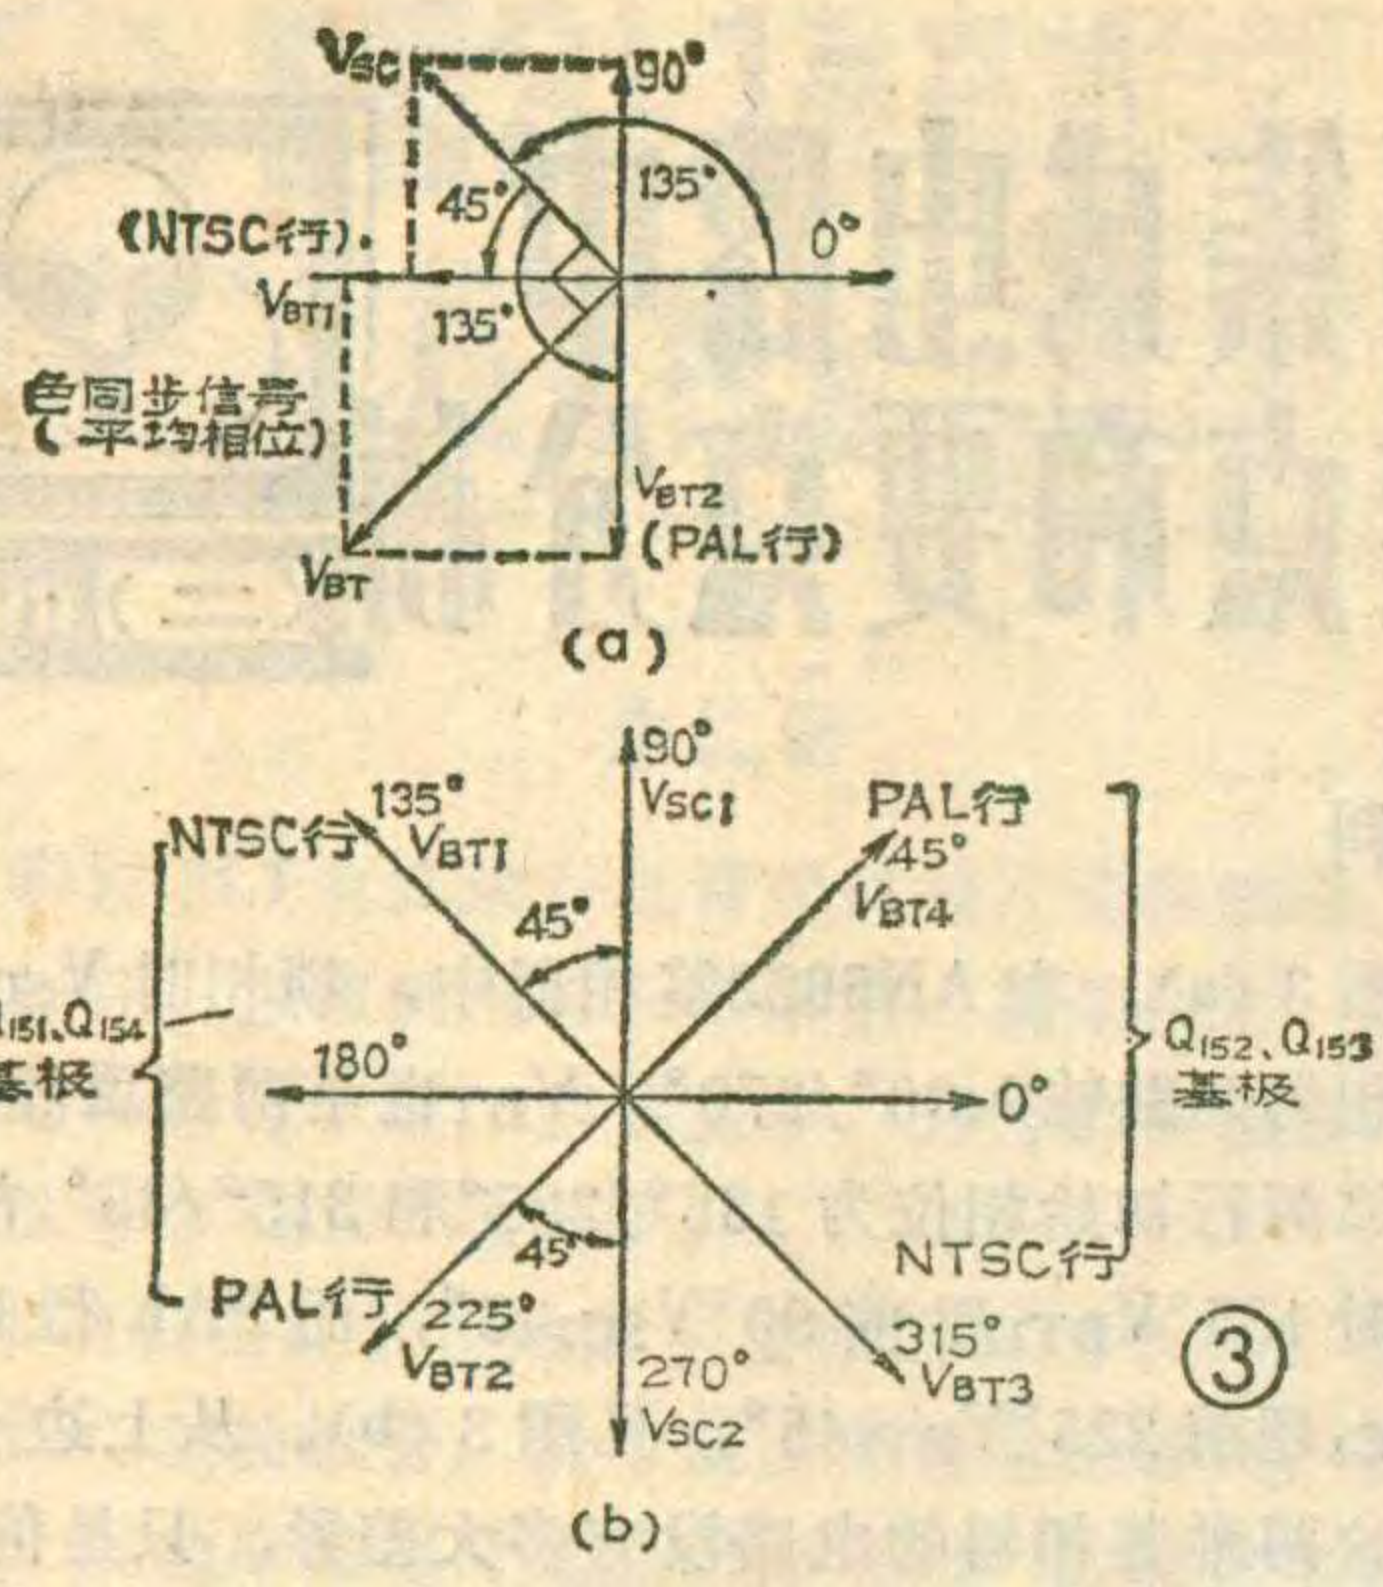 VSC
90°
135°
45°
0°
(NTSC行).
VBT1
135°
色同步信号
(平均相位)
VBT2
(PAL行)
VBT
(a)
90°
VSC1
135°
NTSC行
VBT1
PAL行
45°
VBT4
45°
151、Q154
基极
180°
0°
Q152、Q153
基极
45°
NTSC行
PAL行
225°
VBT2
270°
VSC2
315°
VBT3
③
(b)